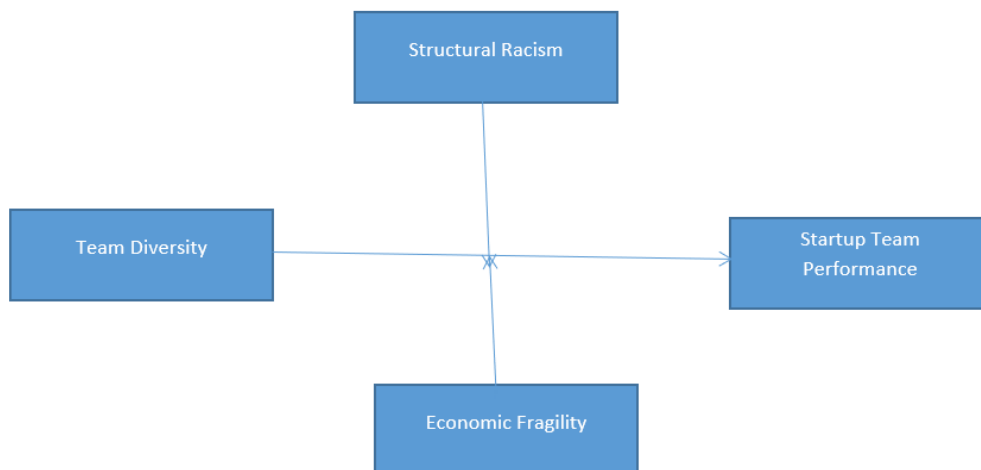 Structural Racism
Team Diversity
Startup Team
Performance
Economic Fragility